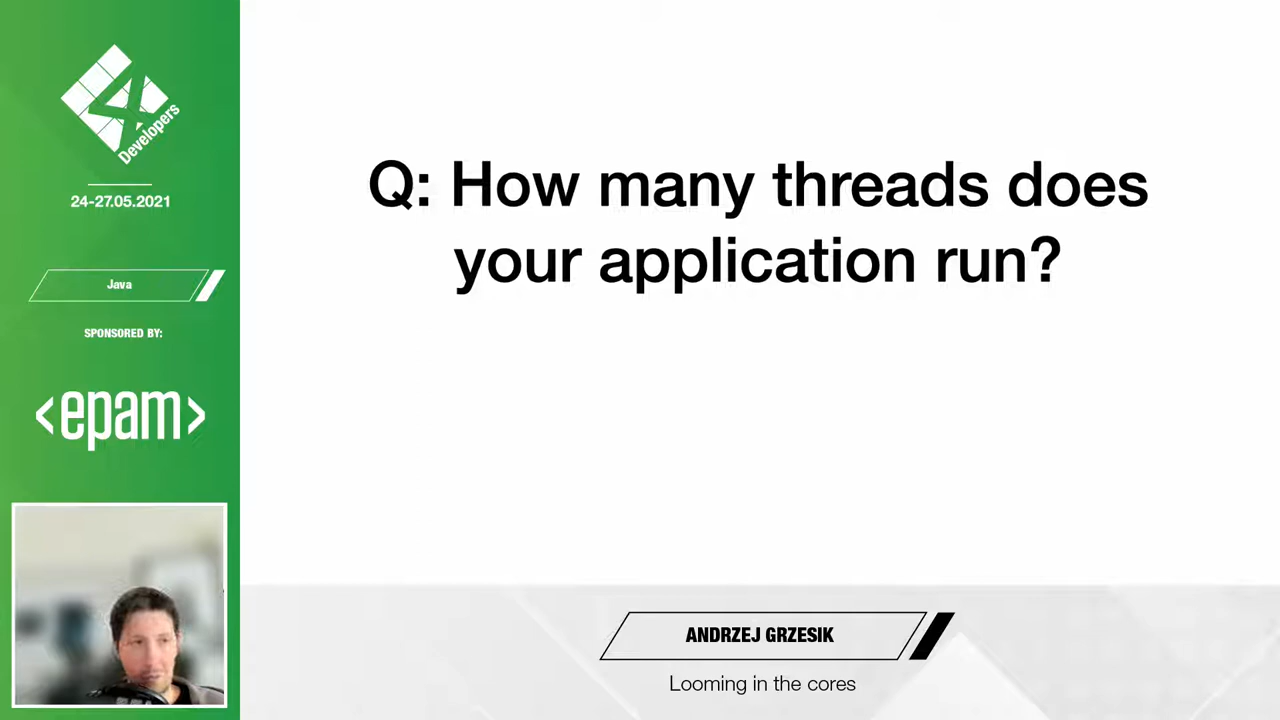 4
Developers
24-27.05.2021
Java
SPONSORED BY:
<epam>
Q: How many threads does
your application run?
ANDRZEJ GRZESIK
Looming in the cores